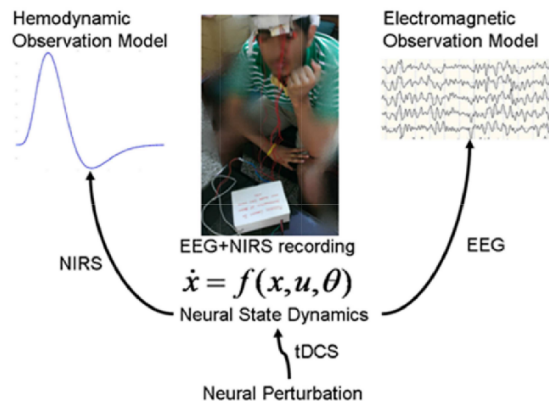 Hemodynamic
Observation Model
Electromagnetic
Observation Model
EEG+NIRS recording
NIRS
EEG
ẋ = f(x,u,θ)
Neural State Dynamics
tDCS
Neural Perturbation